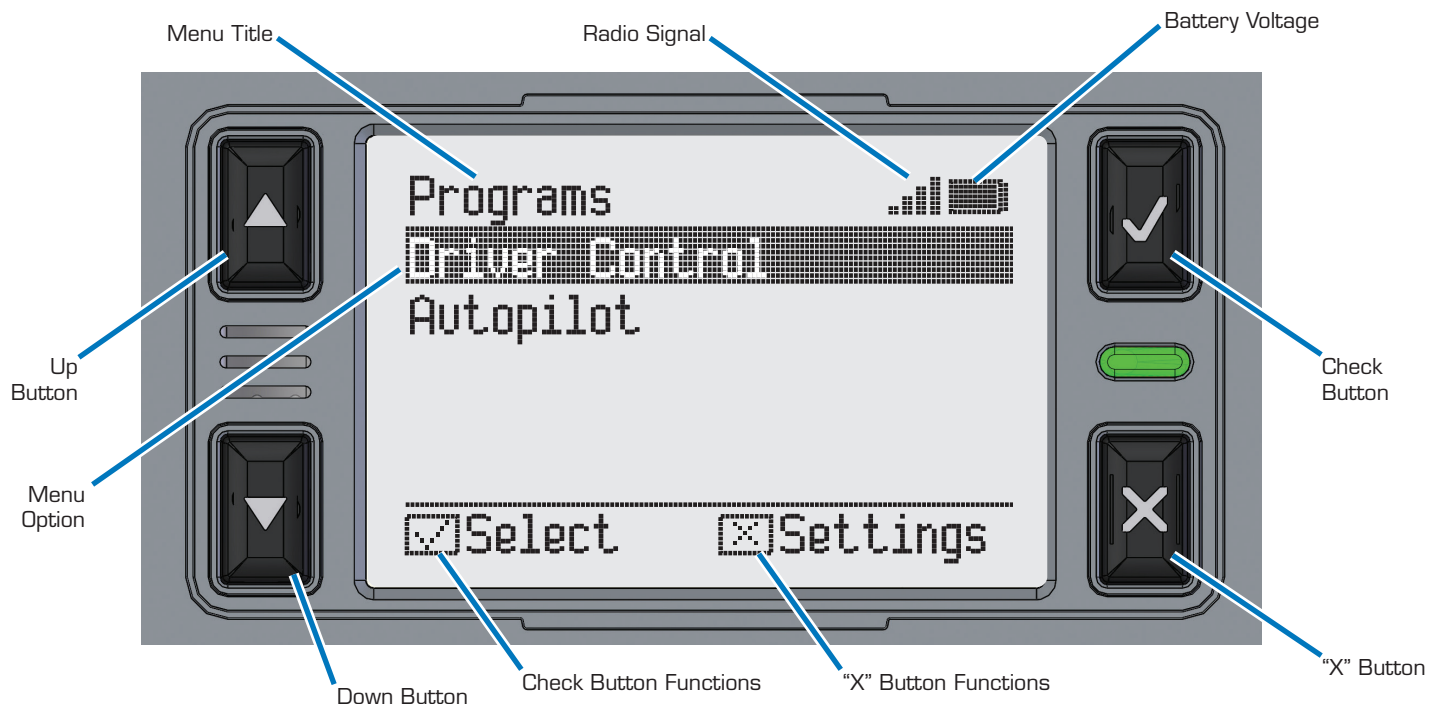 Menu Title
Radio Signal
Battery Voltage
Programs
Driver Control
Autopilot
Up
Button
Check
Button
Menu
Option
Select
Settings
Down Button
Check Button Functions
“X” Button Functions
“X” Button